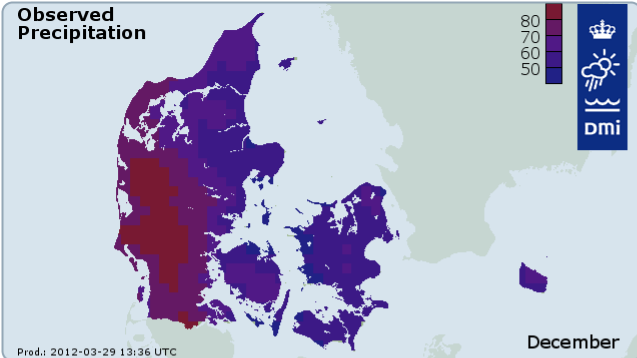 Observed
Precipitation
80
70
60
50
DMi
December
Prod.: 2012-03-29 13:36 UTC